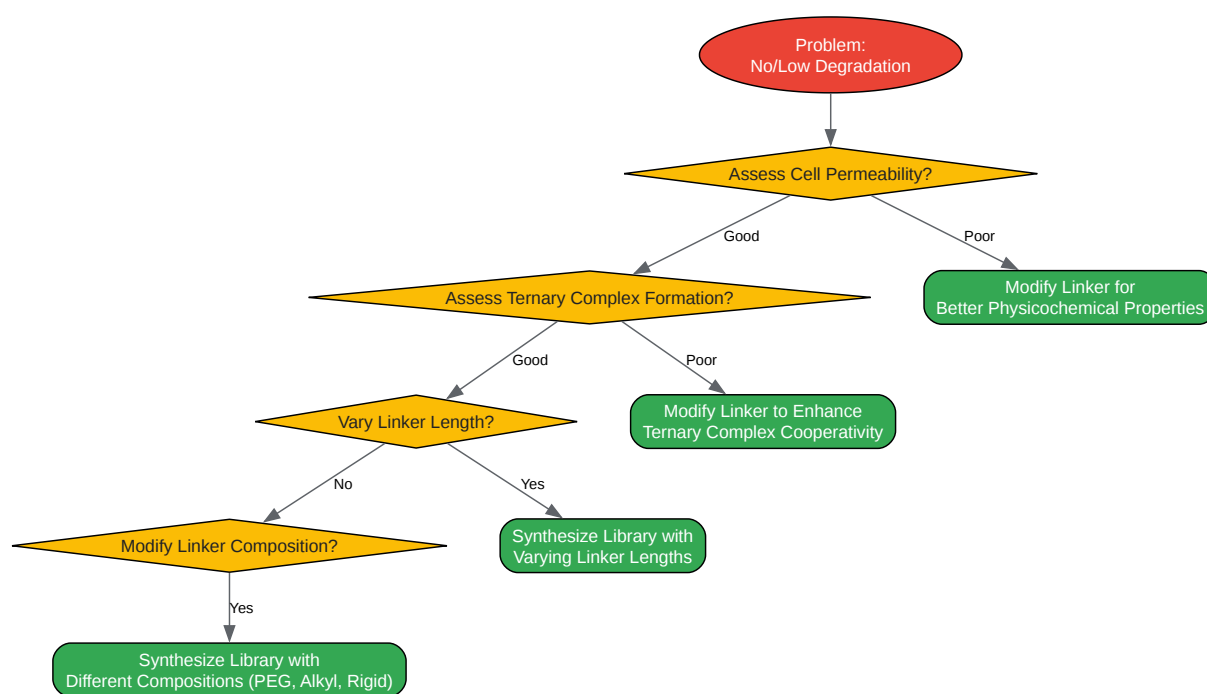 Problem:
No/Low Degradation
Assess Cell Permeability?
Good
Poor
Assess Ternary Complex Formation?
Modify Linker for
Better Physicochemical Properties
Good
Poor
Vary Linker Length?
Modify Linker to Enhance
Ternary Complex Cooperativity
No
Yes
Modify Linker Composition?
Synthesize Library with
Varying Linker Lengths
Yes
Synthesize Library with
Different Compositions (PEG, Alkyl, Rigid)